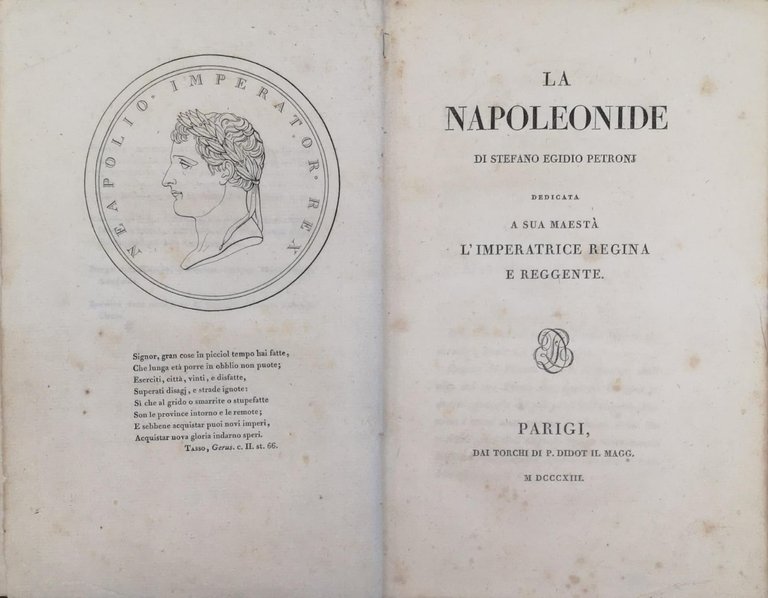 NEAPOLIO · IMPERATOR · REX
Signor, gran cose in picciol tempo hai fatte,
Che lunga età porre in obblio non puote;
Eserciti, città, vinti, e disfatte,
Superati disagj, e strade ignote:
Sì che al grido o smarrite o stupefatte
Son le province intorno e le remote;
E sebbene acquistar puoi novi imperi,
Acquistar nova gloria indarno speri.
Tasso, Gerus. c. II. st. 66.
LA
NAPOLEONIDE
DI STEFANO EGIDIO PETRONJ
DEDICATA
A SUA MAESTÀ
L'IMPERATRICE REGINA
E REGGENTE.
PARIGI,
DAI TORCHI DI P. DIDOT IL MAGG.
M DCCCXIII.